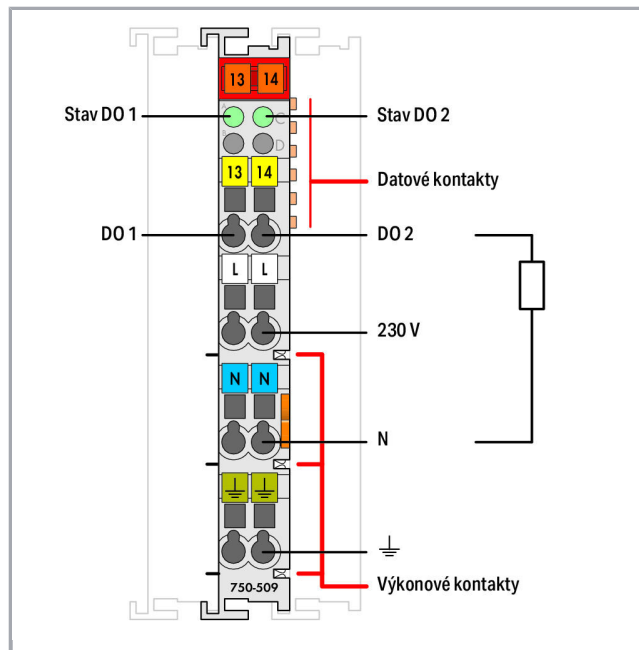 13 14
Stav DO 1
A
C
Stav DO 2
B
D
Datové kontakty
13 14
DO 1
DO 2
L L
230 V
N N
N
750-509
Výkonové kontakty